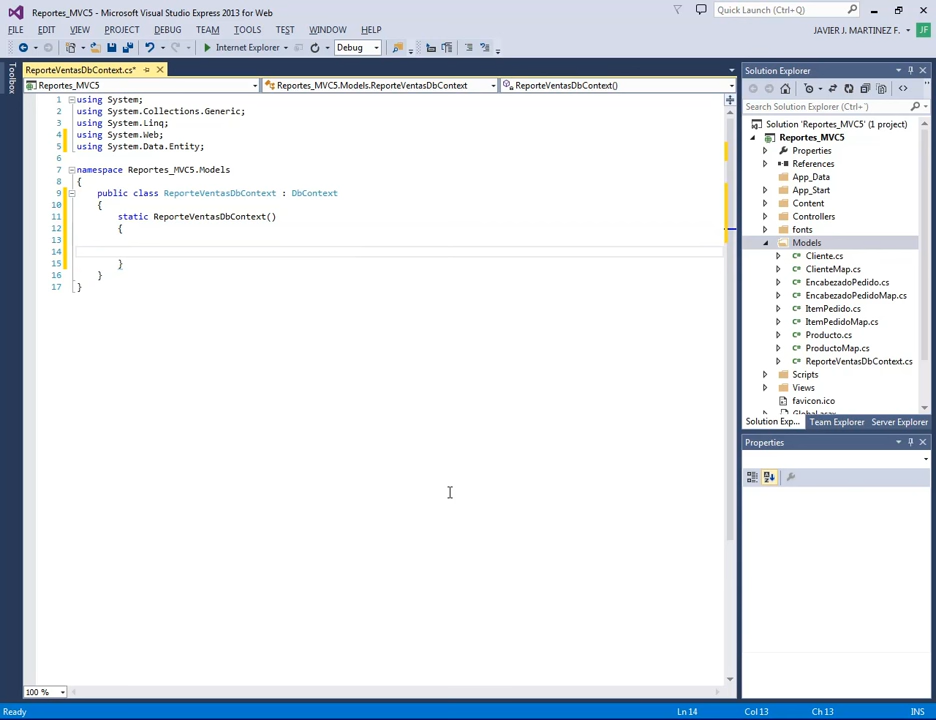 Reportes_MVC5 - Microsoft Visual Studio Express 2013 for Web
Quick Launch (Ctrl+Q)
FILE EDIT VIEW PROJECT DEBUG TEAM TOOLS TEST WINDOW HELP
JAVIER J. MARTINEZ F. JF
Internet Explorer Debug
Toolbox
ReporteVentasDbContext.cs*
Reportes_MVC5 Reportes_MVC5.Models.ReporteVentasDbContext ReporteVentasDbContext()
1 using System;
2 using System.Collections.Generic;
3 using System.Linq;
4 using System.Web;
5 using System.Data.Entity;
6
7 namespace Reportes_MVC5.Models
8 {
9 public class ReporteVentasDbContext : DbContext
10 {
11 static ReporteVentasDbContext()
12 {
13
14
15 }
16 }
17 }
100 %
Solution Explorer
Search Solution Explorer (Ctrl+')
Solution 'Reportes_MVC5' (1 project)
Reportes_MVC5
Properties
References
App_Data
App_Start
Content
Controllers
fonts
Models
Cliente.cs
ClienteMap.cs
EncabezadoPedido.cs
EncabezadoPedidoMap.cs
ItemPedido.cs
ItemPedidoMap.cs
Producto.cs
ProductoMap.cs
ReporteVentasDbContext.cs
Scripts
Views
favicon.ico
Global.asax
Solution Exp... Team Explorer Server Explorer
Properties
Ready Ln 14 Col 13 Ch 13 INS